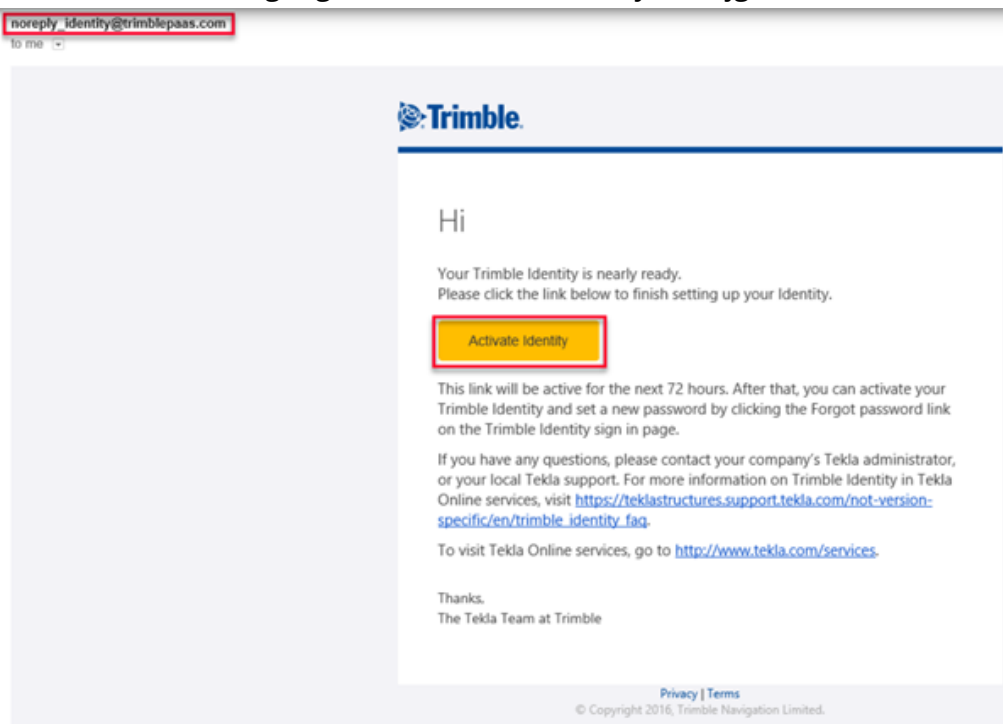 noreply_identity@trimblepaas.com
to me
Trimble.
Hi
Your Trimble Identity is nearly ready.
Please click the link below to finish setting up your Identity.
Activate Identity
This link will be active for the next 72 hours. After that, you can activate your
Trimble Identity and set a new password by clicking the Forgot password link
on the Trimble Identity sign in page.
If you have any questions, please contact your company's Tekla administrator,
or your local Tekla support. For more information on Trimble Identity in Tekla
Online services, visit https://teklastructures.support.tekla.com/not-version-
specific/en/trimble_identity_faq.
To visit Tekla Online services, go to http://www.tekla.com/services.
Thanks,
The Tekla Team at Trimble
Privacy | Terms
© Copyright 2016, Trimble Navigation Limited.